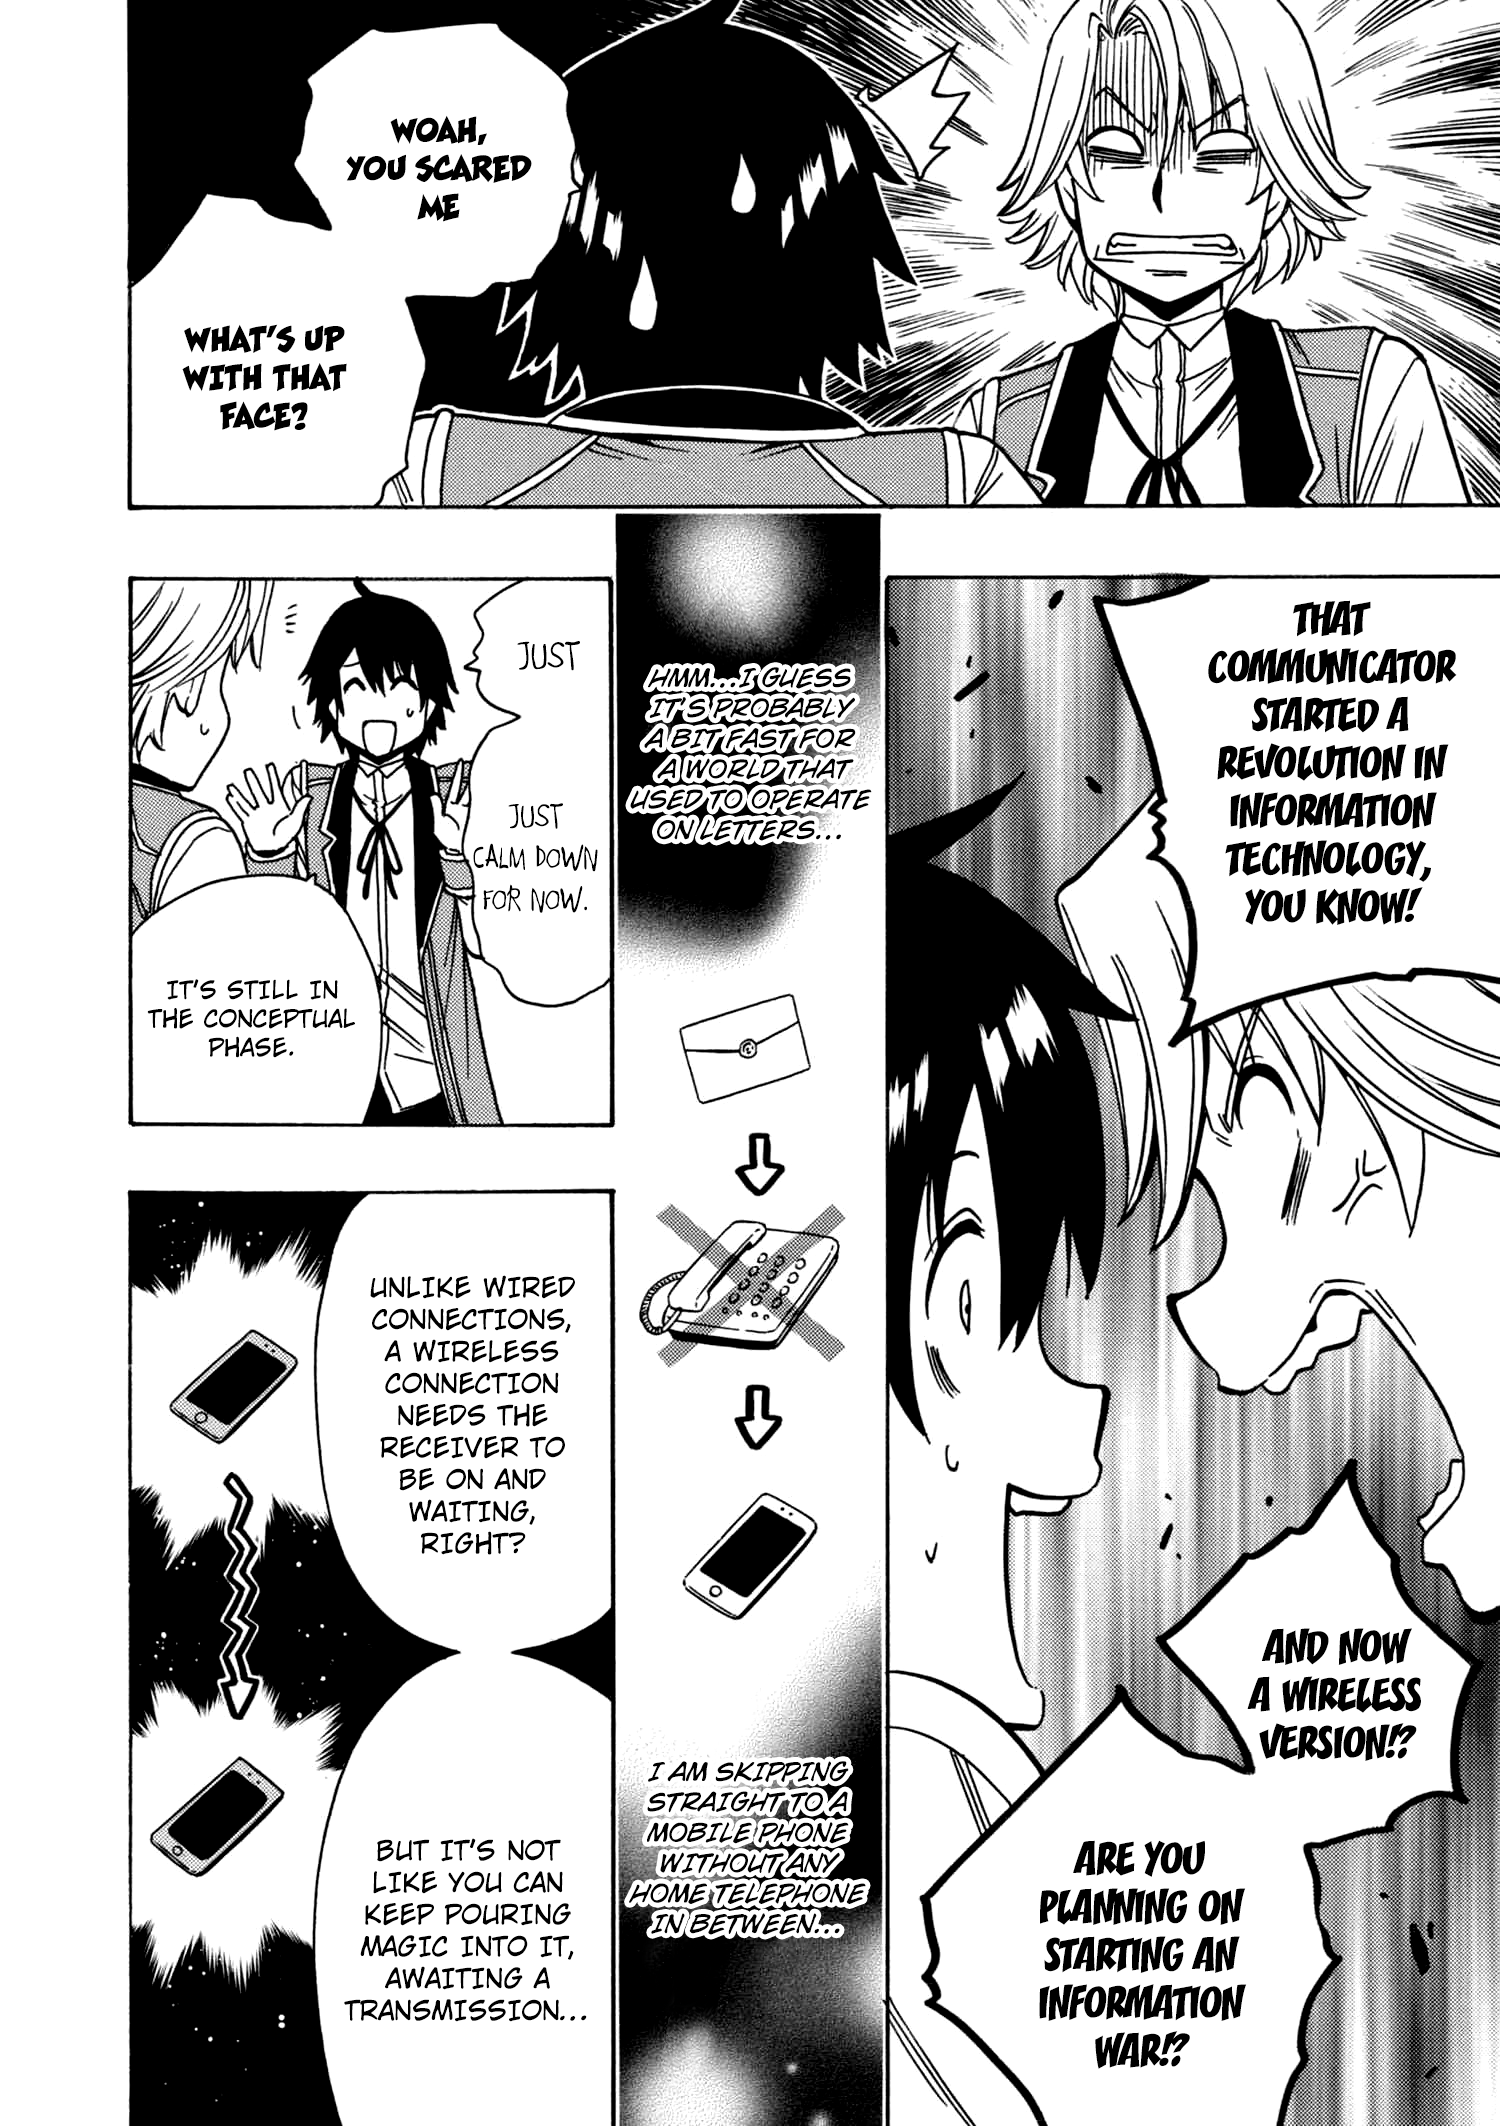 WOAH,
YOU SCARED
ME
WHAT'S UP
WITH THAT
FACE?
THAT
COMMUNICATOR
STARTED A
REVOLUTION IN
INFORMATION
TECHNOLOGY,
YOU KNOW!
AND NOW
A WIRELESS
VERSION!?
ARE YOU
PLANNING ON
STARTING AN
INFORMATION
WAR!?
HMM...I GUESS
IT'S PROBABLY
A BIT FAST FOR
A WORLD THAT
USED TO OPERATE
ON LETTERS...
I AM SKIPPING
STRAIGHT TO A
MOBILE PHONE
WITHOUT ANY
HOME TELEPHONE
IN BETWEEN...
JUST
JUST
CALM DOWN
FOR NOW.
IT'S STILL IN
THE CONCEPTUAL
PHASE.
UNLIKE WIRED
CONNECTIONS,
A WIRELESS
CONNECTION
NEEDS THE
RECEIVER TO
BE ON AND
WAITING,
RIGHT?
BUT IT'S NOT
LIKE YOU CAN
KEEP POURING
MAGIC INTO IT,
AWAITING A
TRANSMISSION...